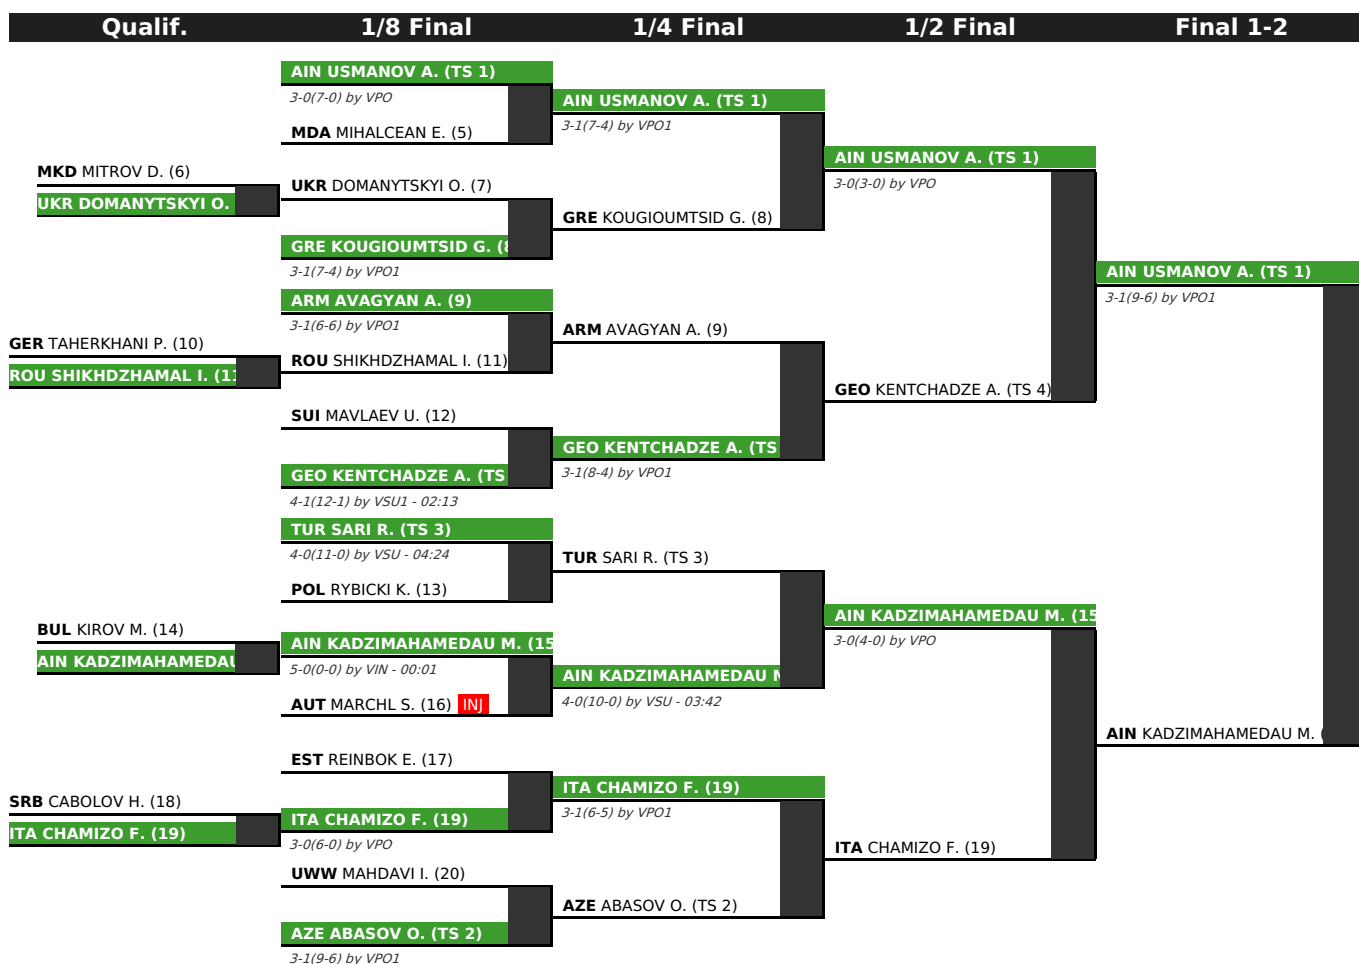 Qualif.
1/8 Final
1/4 Final
1/2 Final
Final 1-2
MKD MITROV D. (6)
UKR DOMANYTSKYI O.
GER TAHERKHANI P. (10)
ROU SHIKHDZHAMAL I. (11
BUL KIROV M. (14)
AIN KADZIMAHAMEDAU
SRB CABOLOV H. (18)
ITA CHAMIZO F. (19)
AIN USMANOV A. (TS 1)
3-0(7-0) by VPO
MDA MIHALCEAN E. (5)
UKR DOMANYTSKYI O. (7)
GRE KOUGIOUMTSID G. (8
3-1(7-4) by VPO1
ARM AVAGYAN A. (9)
3-1(6-6) by VPO1
ROU SHIKHDZHAMAL I. (11)
SUI MAVLAEV U. (12)
GEO KENTCHADZE A. (TS
4-1(12-1) by VSU1 - 02:13
TUR SARI R. (TS 3)
4-0(11-0) by VSU - 04:24
POL RYBICKI K. (13)
AIN KADZIMAHAMEDAU M. (15
5-0(0-0) by VIN - 00:01
AUT MARCHL S. (16) INJ
EST REINBOK E. (17)
ITA CHAMIZO F. (19)
3-0(6-0) by VPO
UWW MAHDAVI I. (20)
AZE ABASOV O. (TS 2)
3-1(9-6) by VPO1
AIN USMANOV A. (TS 1)
3-1(7-4) by VPO1
GRE KOUGIOUMTSID G. (8)
ARM AVAGYAN A. (9)
GEO KENTCHADZE A. (TS
3-1(8-4) by VPO1
TUR SARI R. (TS 3)
AIN KADZIMAHAMEDAU M
4-0(10-0) by VSU - 03:42
ITA CHAMIZO F. (19)
3-1(6-5) by VPO1
AZE ABASOV O. (TS 2)
AIN USMANOV A. (TS 1)
3-0(3-0) by VPO
GEO KENTCHADZE A. (TS 4)
AIN KADZIMAHAMEDAU M. (15
3-0(4-0) by VPO
ITA CHAMIZO F. (19)
AIN USMANOV A. (TS 1)
3-1(9-6) by VPO1
AIN KADZIMAHAMEDAU M. (